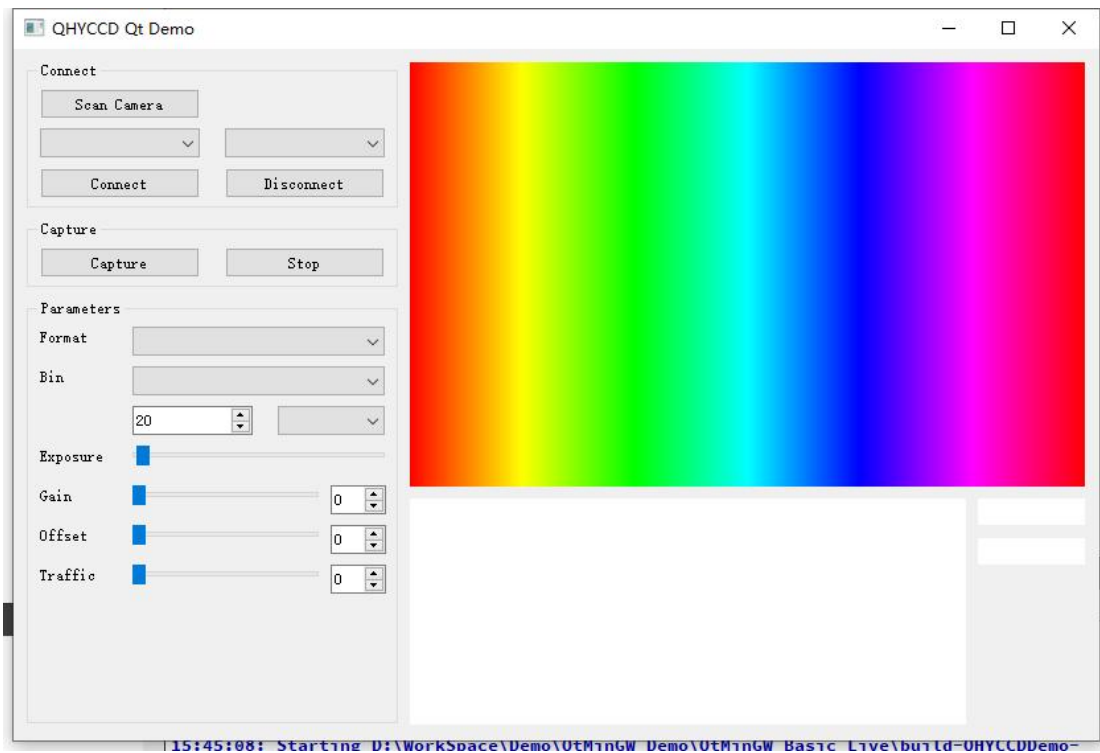 QHYCCD Qt Demo
Connect
Scan Camera
Connect Disconnect
Capture
Capture Stop
Parameters
Format
Bin
20
Exposure
Gain 0
Offset 0
Traffic 0
15:45:08: Starting D:\WorkSpace\Demo\QtMinGW Demo\QtMinGW Basic Live\build-QHYCCDDemo-